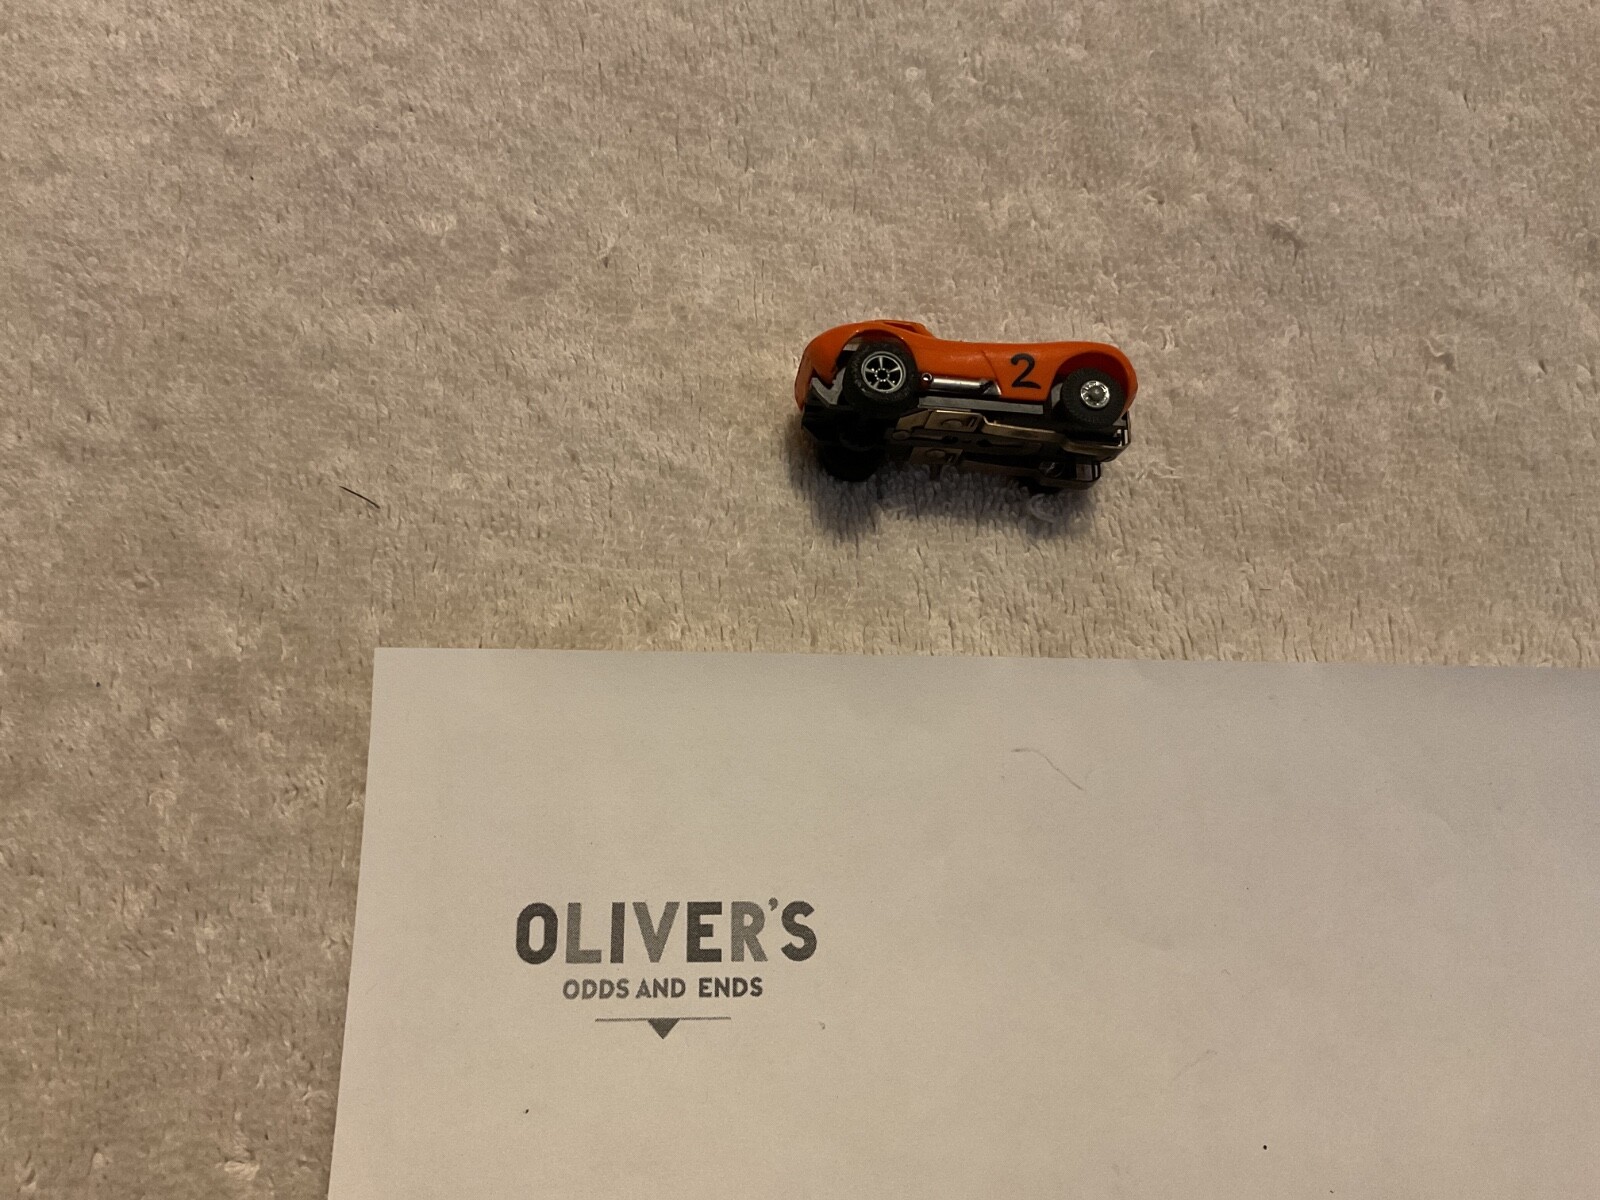 2
OLIVER'S
ODDS AND ENDS